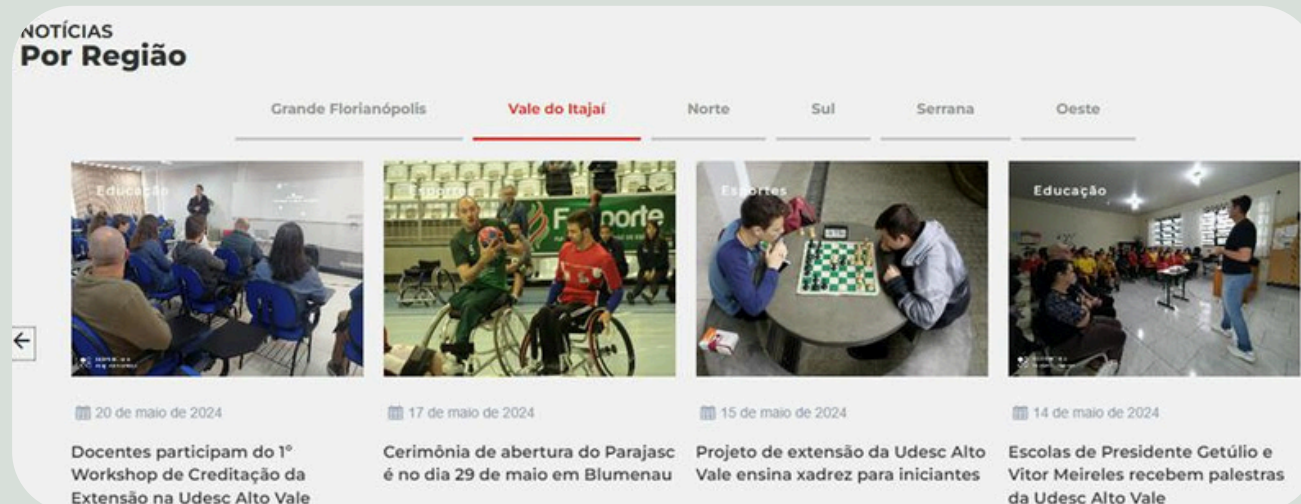 NOTÍCIAS
Por Região
Grande Florianópolis
Vale do Itajaí
Norte
Sul
Serrana
Oeste
Educação
Esportes
Esportes
Educação
20 de maio de 2024
17 de maio de 2024
15 de maio de 2024
14 de maio de 2024
Docentes participam do 1º
Workshop de Creditação da
Extensão na Udesc Alto Vale
Cerimônia de abertura do Parajasc
é no dia 29 de maio em Blumenau
Projeto de extensão da Udesc Alto
Vale ensina xadrez para iniciantes
Escolas de Presidente Getúlio e
Vitor Meireles recebem palestras
da Udesc Alto Vale